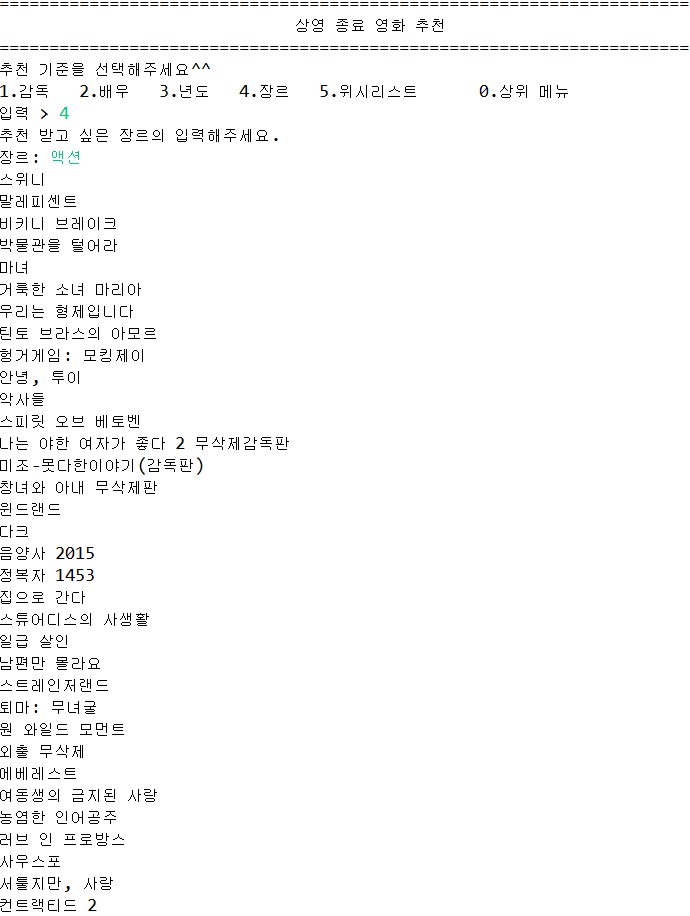 ======================================================================
상영 종료 영화 추천
======================================================================
추천 기준을 선택해주세요^^
1.감독 2.배우 3.년도 4.장르 5.위시리스트 0.상위 메뉴
입력 > 4
추천 받고 싶은 장르의 입력해주세요.
장르: 액션
스위니
말레피센트
비키니 브레이크
박물관을 털어라
마녀
거룩한 소녀 마리아
우리는 형제입니다
틴토 브라스의 아모르
헝거게임: 모킹제이
안녕, 투이
악사들
스피릿 오브 베토벤
나는 야한 여자가 좋다 2 무삭제감독판
미조-못다한이야기(감독판)
창녀와 아내 무삭제판
윈드랜드
다크
음양사 2015
정복자 1453
집으로 간다
스튜어디스의 사생활
일급 살인
남편만 몰라요
스트레인저랜드
퇴마: 무녀굴
원 와일드 모먼트
외출 무삭제
에베레스트
여동생의 금지된 사랑
농염한 인어공주
러브 인 프로방스
사우스포
서툴지만, 사랑
컨트랙티드 2